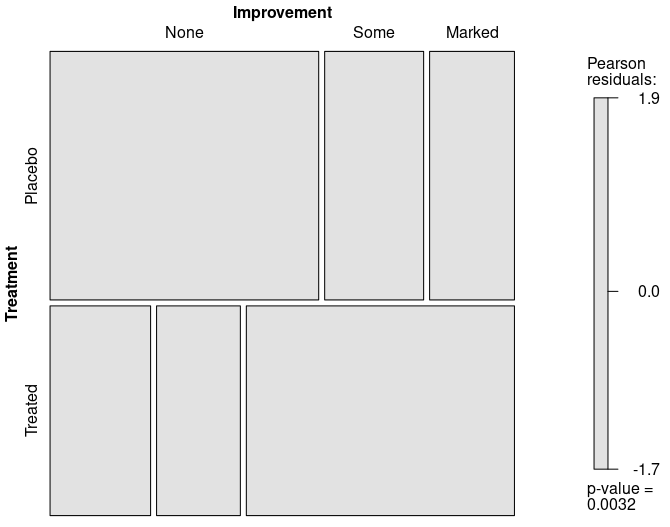 Improvement
None Some Marked
Treatment
Placebo
Treated
Pearson
residuals:
1.9
0.0
-1.7
p-value =
0.0032